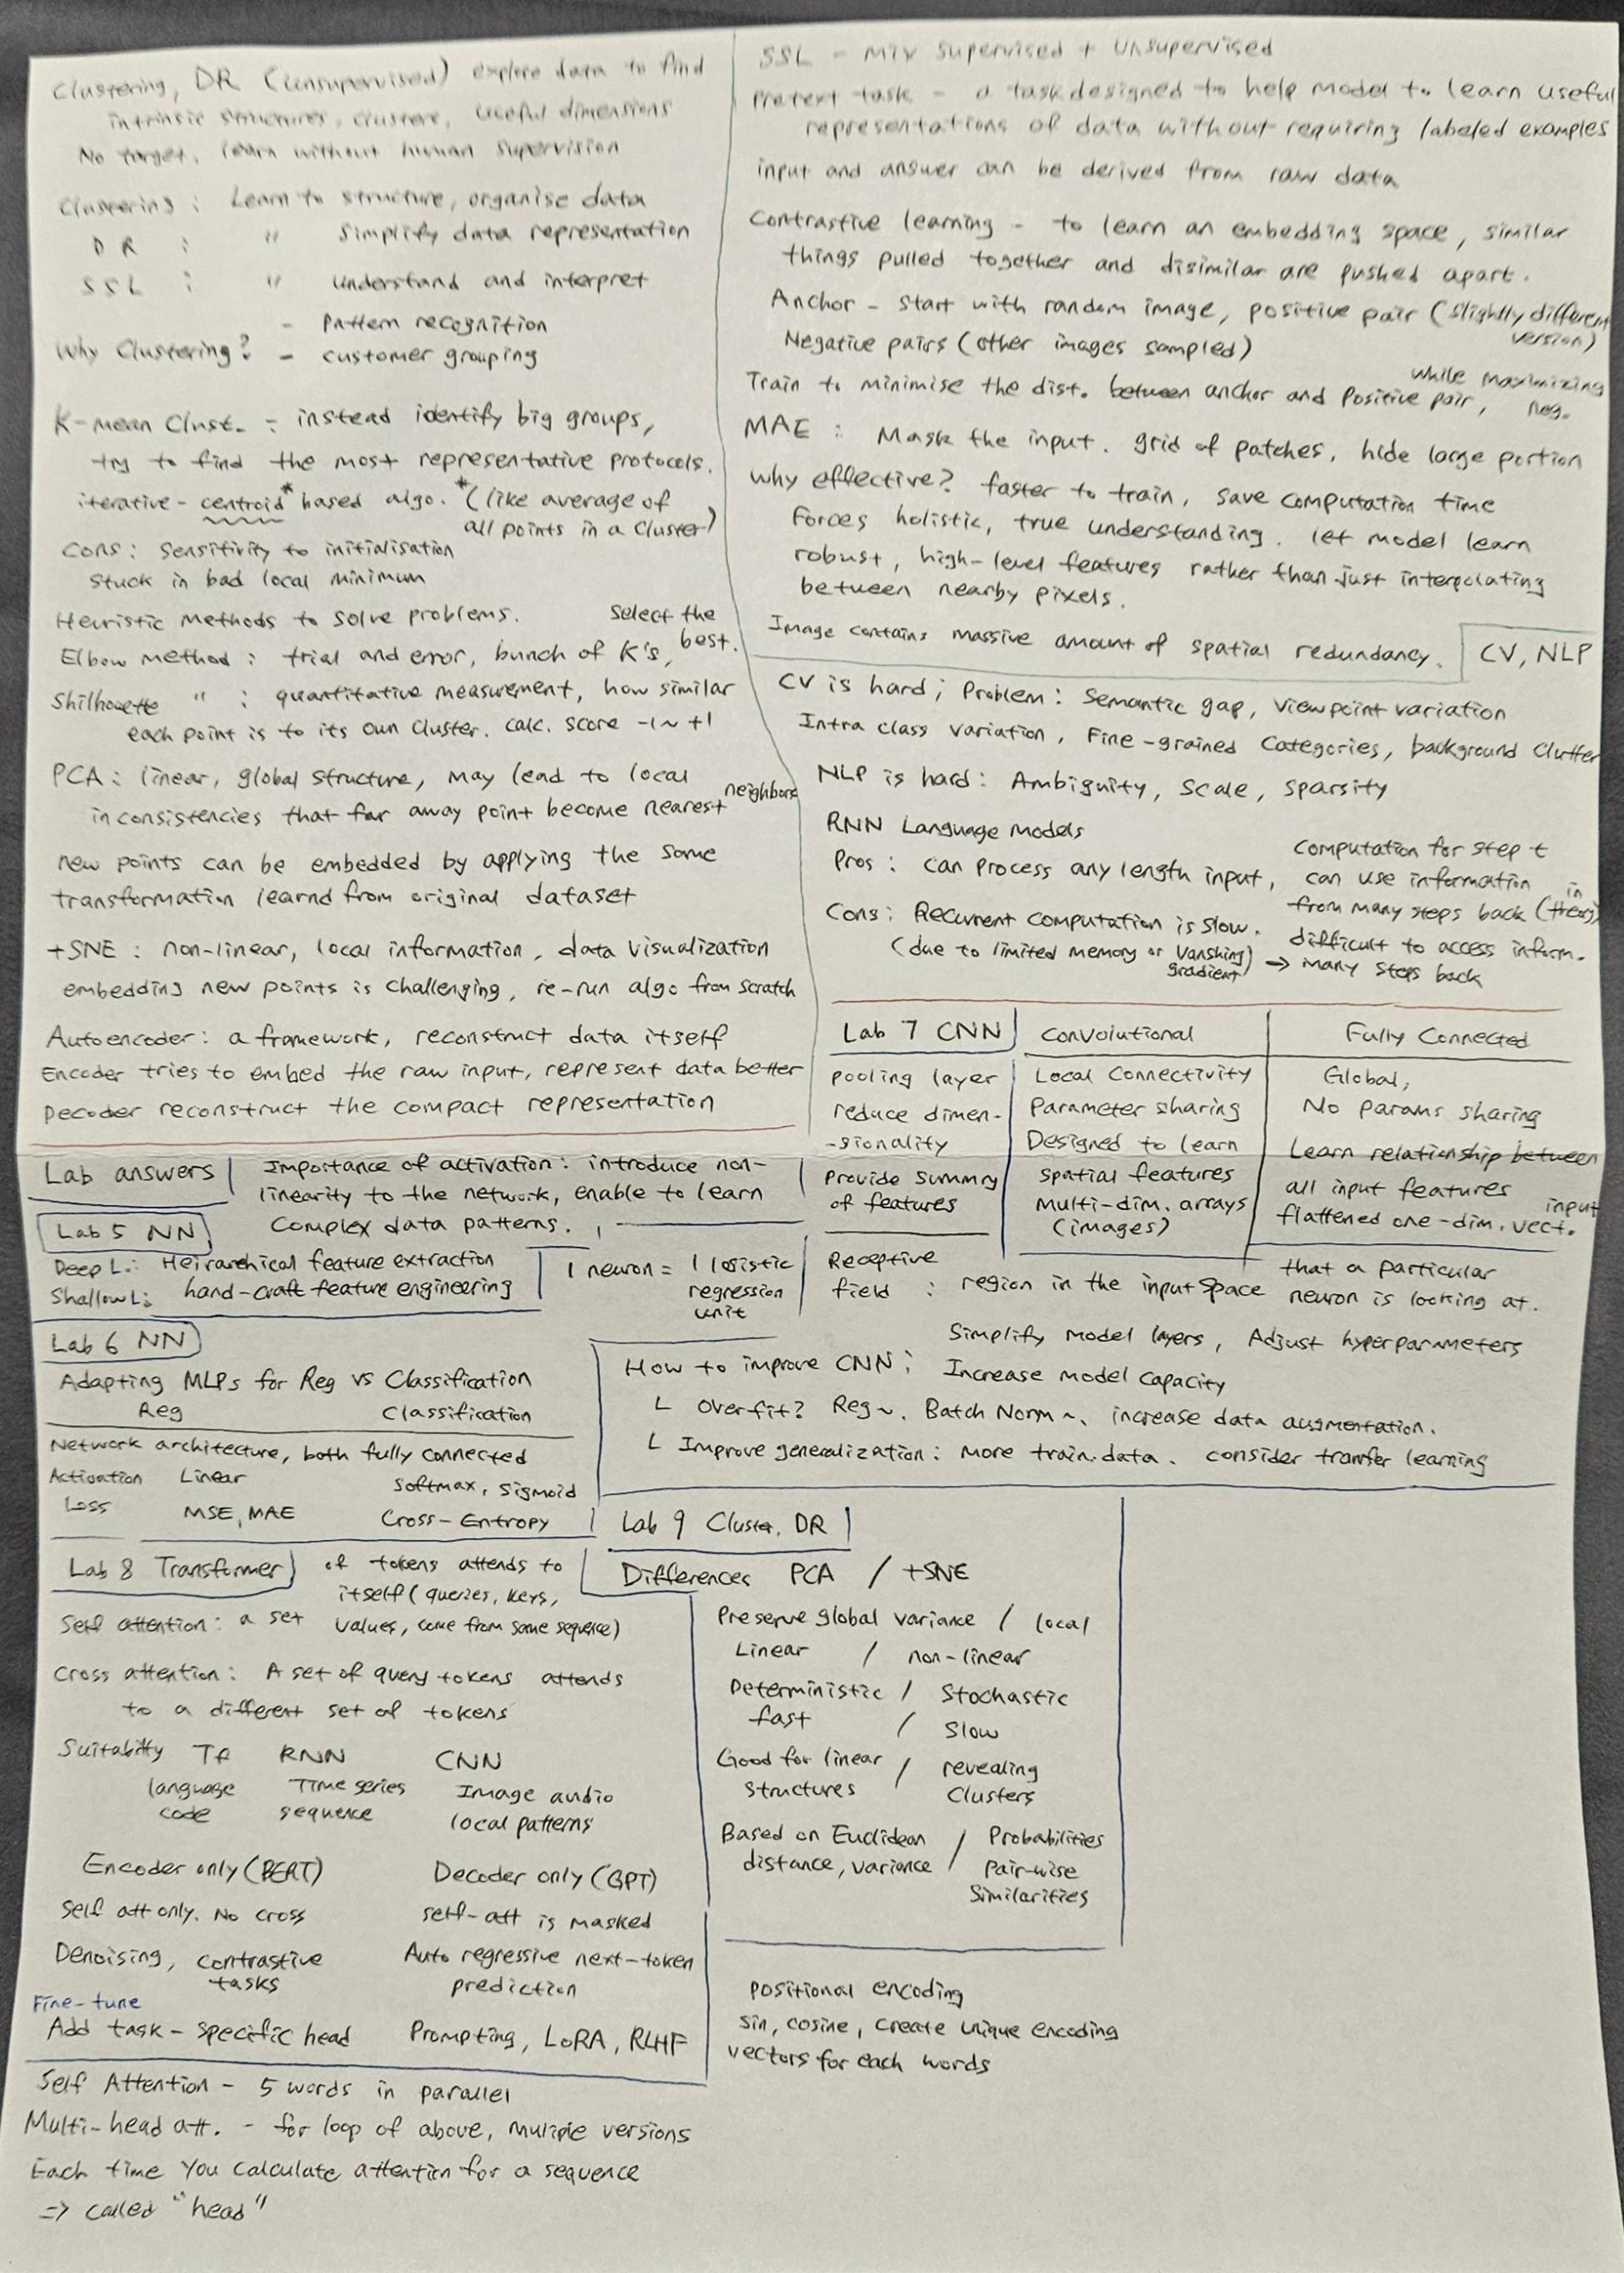 Clustering, DR (unsupervised) explore data to find
intrinsic structures, clusters, useful dimensions
No target, learn without human supervision
Clustering : Learn to structure, organise data
DR : " simplify data representation
SSL : " understand and interpret
Why Clustering? - pattern recognition
- customer grouping
K-mean Clust. - instead identify big groups,
try to find the most representative protocols.
iterative - centroid* based algo. *(like average of
all points in a cluster)
Cons: sensitivity to initialisation
stuck in bad local minimum
Heuristic Methods to solve problems.
Elbow method : trial and error, bunch of K's, select the best.
Shilhouette " : quantitative measurement, how similar
each point is to its own cluster. calc. score -1 ~ +1
PCA : linear, global structure, may lead to local
inconsistencies that far away point become nearest neighbors
new points can be embedded by applying the same
transformation learnd from original dataset
tSNE : non-linear, local information, data visualization
embedding new points is challenging, re-run algo from scratch
Autoencoder : a framework, reconstruct data itself
Encoder tries to embed the raw input, represent data better
Decoder reconstruct the compact representation
SSL - mix supervised + unsupervised
pretext task - a task designed to help model to learn useful
representations of data without requiring labeled examples
input and answer can be derived from raw data
Contrastive learning - to learn an embedding space, similar
things pulled together and disimilar are pushed apart.
Anchor - start with random image, positive pair (slightly different
version)
Negative pairs (other images sampled)
Train to minimise the dist. between anchor and positive pair, while maximizing
neg.
MAE : Mask the input. grid of patches, hide large portion
why effective? faster to train, save computation time
Forces holistic, true understanding. let model learn
robust, high-level features rather than just interpolating
between nearby pixels.
Image contains massive amount of spatial redundancy.
CV, NLP
CV is hard; Problem: Semantic gap, viewpoint variation
Intra class variation, Fine-grained Categories, background Clutter
NLP is hard: Ambiguity, scale, sparsity
RNN Language models
Pros : can process any length input, computation for step t
can use information
from many steps back (in theory)
Cons: Recurrent computation is slow. difficult to access inform.
(due to limited memory or vanshing gradient) → many steps back
Lab answers
Importance of activation: introduce non-
linearity to the network, enable to learn
Complex data patterns.
Lab 5 NN
Deep L.: Heirarchical feature extraction
Shallow L: hand-craft feature engineering
1 neuron = 1 logistic
regression
unit
Lab 7 CNN
pooling layer
reduce dimen-
-sionality
Provide summry
of features
Convolutional
Local Connectivity
Parameter sharing
Designed to learn
spatial features
Multi-dim. arrays
(images)
Fully Connected
Global,
No params sharing
Learn relationship between
all input features
flattened one-dim. input vect.
Receptive
field : region in the input space that a particular
neuron is looking at.
Lab 6 NN
Adapting MLPs for Reg vs Classification
Reg Classification
Network architecture, both fully connected
Activation Linear Softmax, Sigmoid
Loss MSE, MAE Cross-Entropy
How to improve CNN: Simplify model layers, Adjust hyperparameters
Increase model capacity
L Overfit? Reg~. Batch Norm~. increase data augmentation.
L Improve generalization: more train.data. consider tranfer learning
Lab 8 Transformer
Self attention: a set of tokens attends to
itself (queries, keys,
values, come from same sequence)
Cross attention: A set of query tokens attends
to a different set of tokens
Suitability Tf RNN CNN
language Time series Image audio
code sequence local patterns
Encoder only (BERT) Decoder only (GPT)
Self att only. No cross self-att is masked
Denoising, contrastive Auto regressive next-token
tasks prediction
Fine-tune
Add task-specific head Prompting, LoRA, RLHF
Self Attention - 5 words in parallel
Multi-head att. - for loop of above, muliple versions
Each time You calculate attention for a sequence
=> called "head"
Lab 9 Cluster, DR
Differences PCA / tSNE
Preserve global variance / local
Linear / non-linear
Deterministic / Stochastic
fast / slow
Good for linear / revealing
structures Clusters
Based on Euclidean / Probabilities
distance, variance pair-wise
similarities
positional encoding
sin, cosine, create unique encoding
vectors for each words